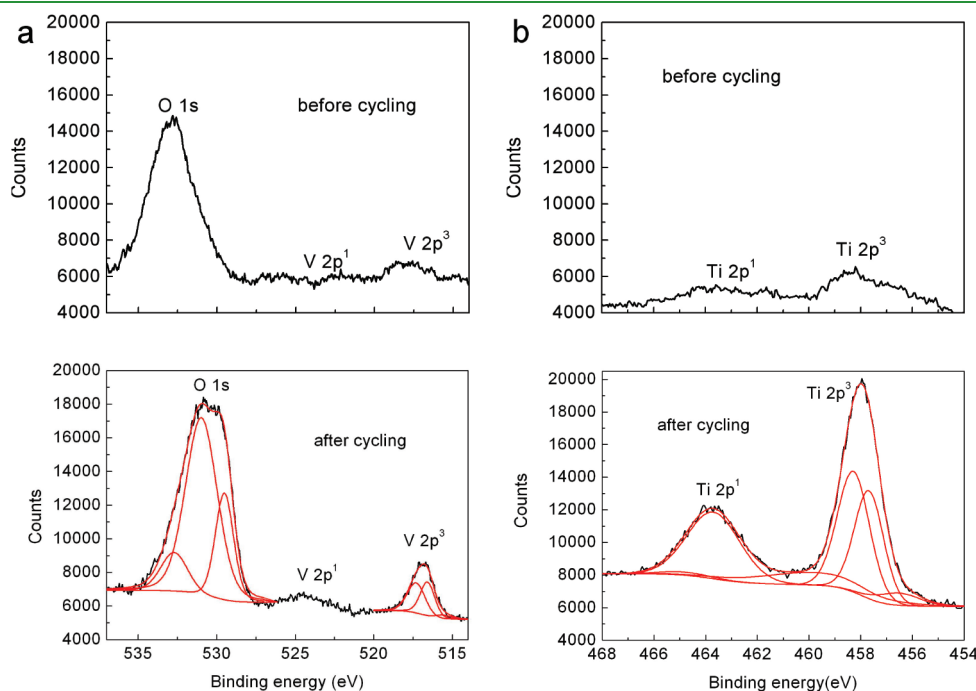 a
20000
18000
16000
14000
12000
10000
8000
6000
4000
Counts
O 1s
before cycling
V 2p¹
V 2p³
b
20000
18000
16000
14000
12000
10000
8000
6000
4000
Counts
before cycling
Ti 2p¹
Ti 2p³
20000
18000
16000
14000
12000
10000
8000
6000
4000
Counts
O 1s
after cycling
V 2p¹
V 2p³
535 530 525 520 515
Binding energy (eV)
20000
18000
16000
14000
12000
10000
8000
6000
4000
Counts
Ti 2p³
after cycling
Ti 2p¹
468 466 464 462 460 458 456 454
Binding energy(eV)